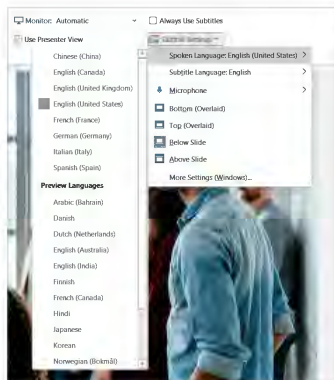 Monitor: Automatic
Always Use Subtitles
Use Presenter View
Subtitle Settings
Chinese (China)
English (Canada)
English (United Kingdom)
English (United States)
French (France)
German (Germany)
Italian (Italy)
Spanish (Spain)
Preview Languages
Arabic (Bahrain)
Danish
Dutch (Netherlands)
English (Australia)
English (India)
Finnish
French (Canada)
Hindi
Japanese
Korean
Norwegian (Bokmål)
Spoken Language: English (United States)
Subtitle Language: English
Microphone
Bottom (Overlaid)
Top (Overlaid)
Below Slide
Above Slide
More Settings (Windows)...